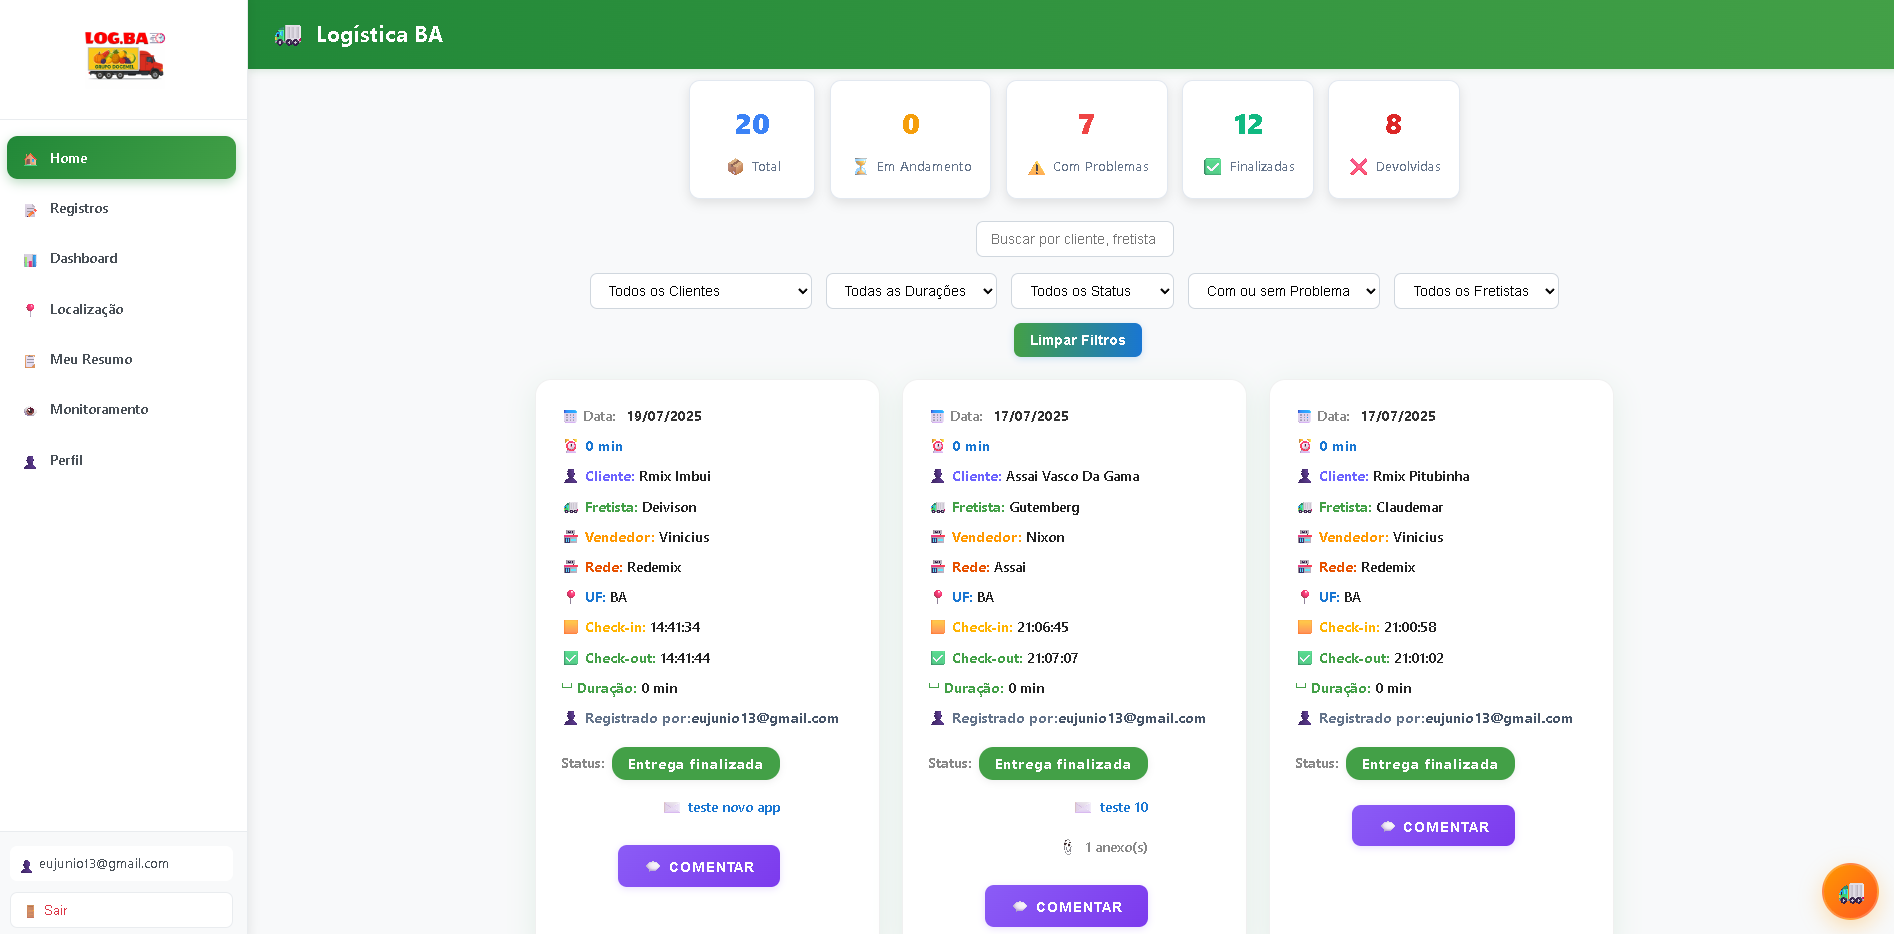 LOG.BA
GRUPO DOCEMEL
Home
Registros
Dashboard
Localização
Meu Resumo
Monitoramento
Perfil
eujunio13@gmail.com
Sair
Logística BA
20
Total
0
Em Andamento
7
Com Problemas
12
Finalizadas
8
Devolvidas
Buscar por cliente, fretista
Todos os Clientes
Todas as Durações
Todos os Status
Com ou sem Problema
Todos os Fretistas
Limpar Filtros
Data: 19/07/2025
0 min
Cliente: Rmix Imbui
Fretista: Deivison
Vendedor: Vinicius
Rede: Redemix
UF: BA
Check-in: 14:41:34
Check-out: 14:41:44
Duração: 0 min
Registrado por:eujunio13@gmail.com
Status: Entrega finalizada
teste novo app
COMENTAR
Data: 17/07/2025
0 min
Cliente: Assai Vasco Da Gama
Fretista: Gutemberg
Vendedor: Nixon
Rede: Assai
UF: BA
Check-in: 21:06:45
Check-out: 21:07:07
Duração: 0 min
Registrado por:eujunio13@gmail.com
Status: Entrega finalizada
teste 10
1 anexo(s)
COMENTAR
Data: 17/07/2025
0 min
Cliente: Rmix Pitubinha
Fretista: Claudemar
Vendedor: Vinicius
Rede: Redemix
UF: BA
Check-in: 21:00:58
Check-out: 21:01:02
Duração: 0 min
Registrado por:eujunio13@gmail.com
Status: Entrega finalizada
COMENTAR